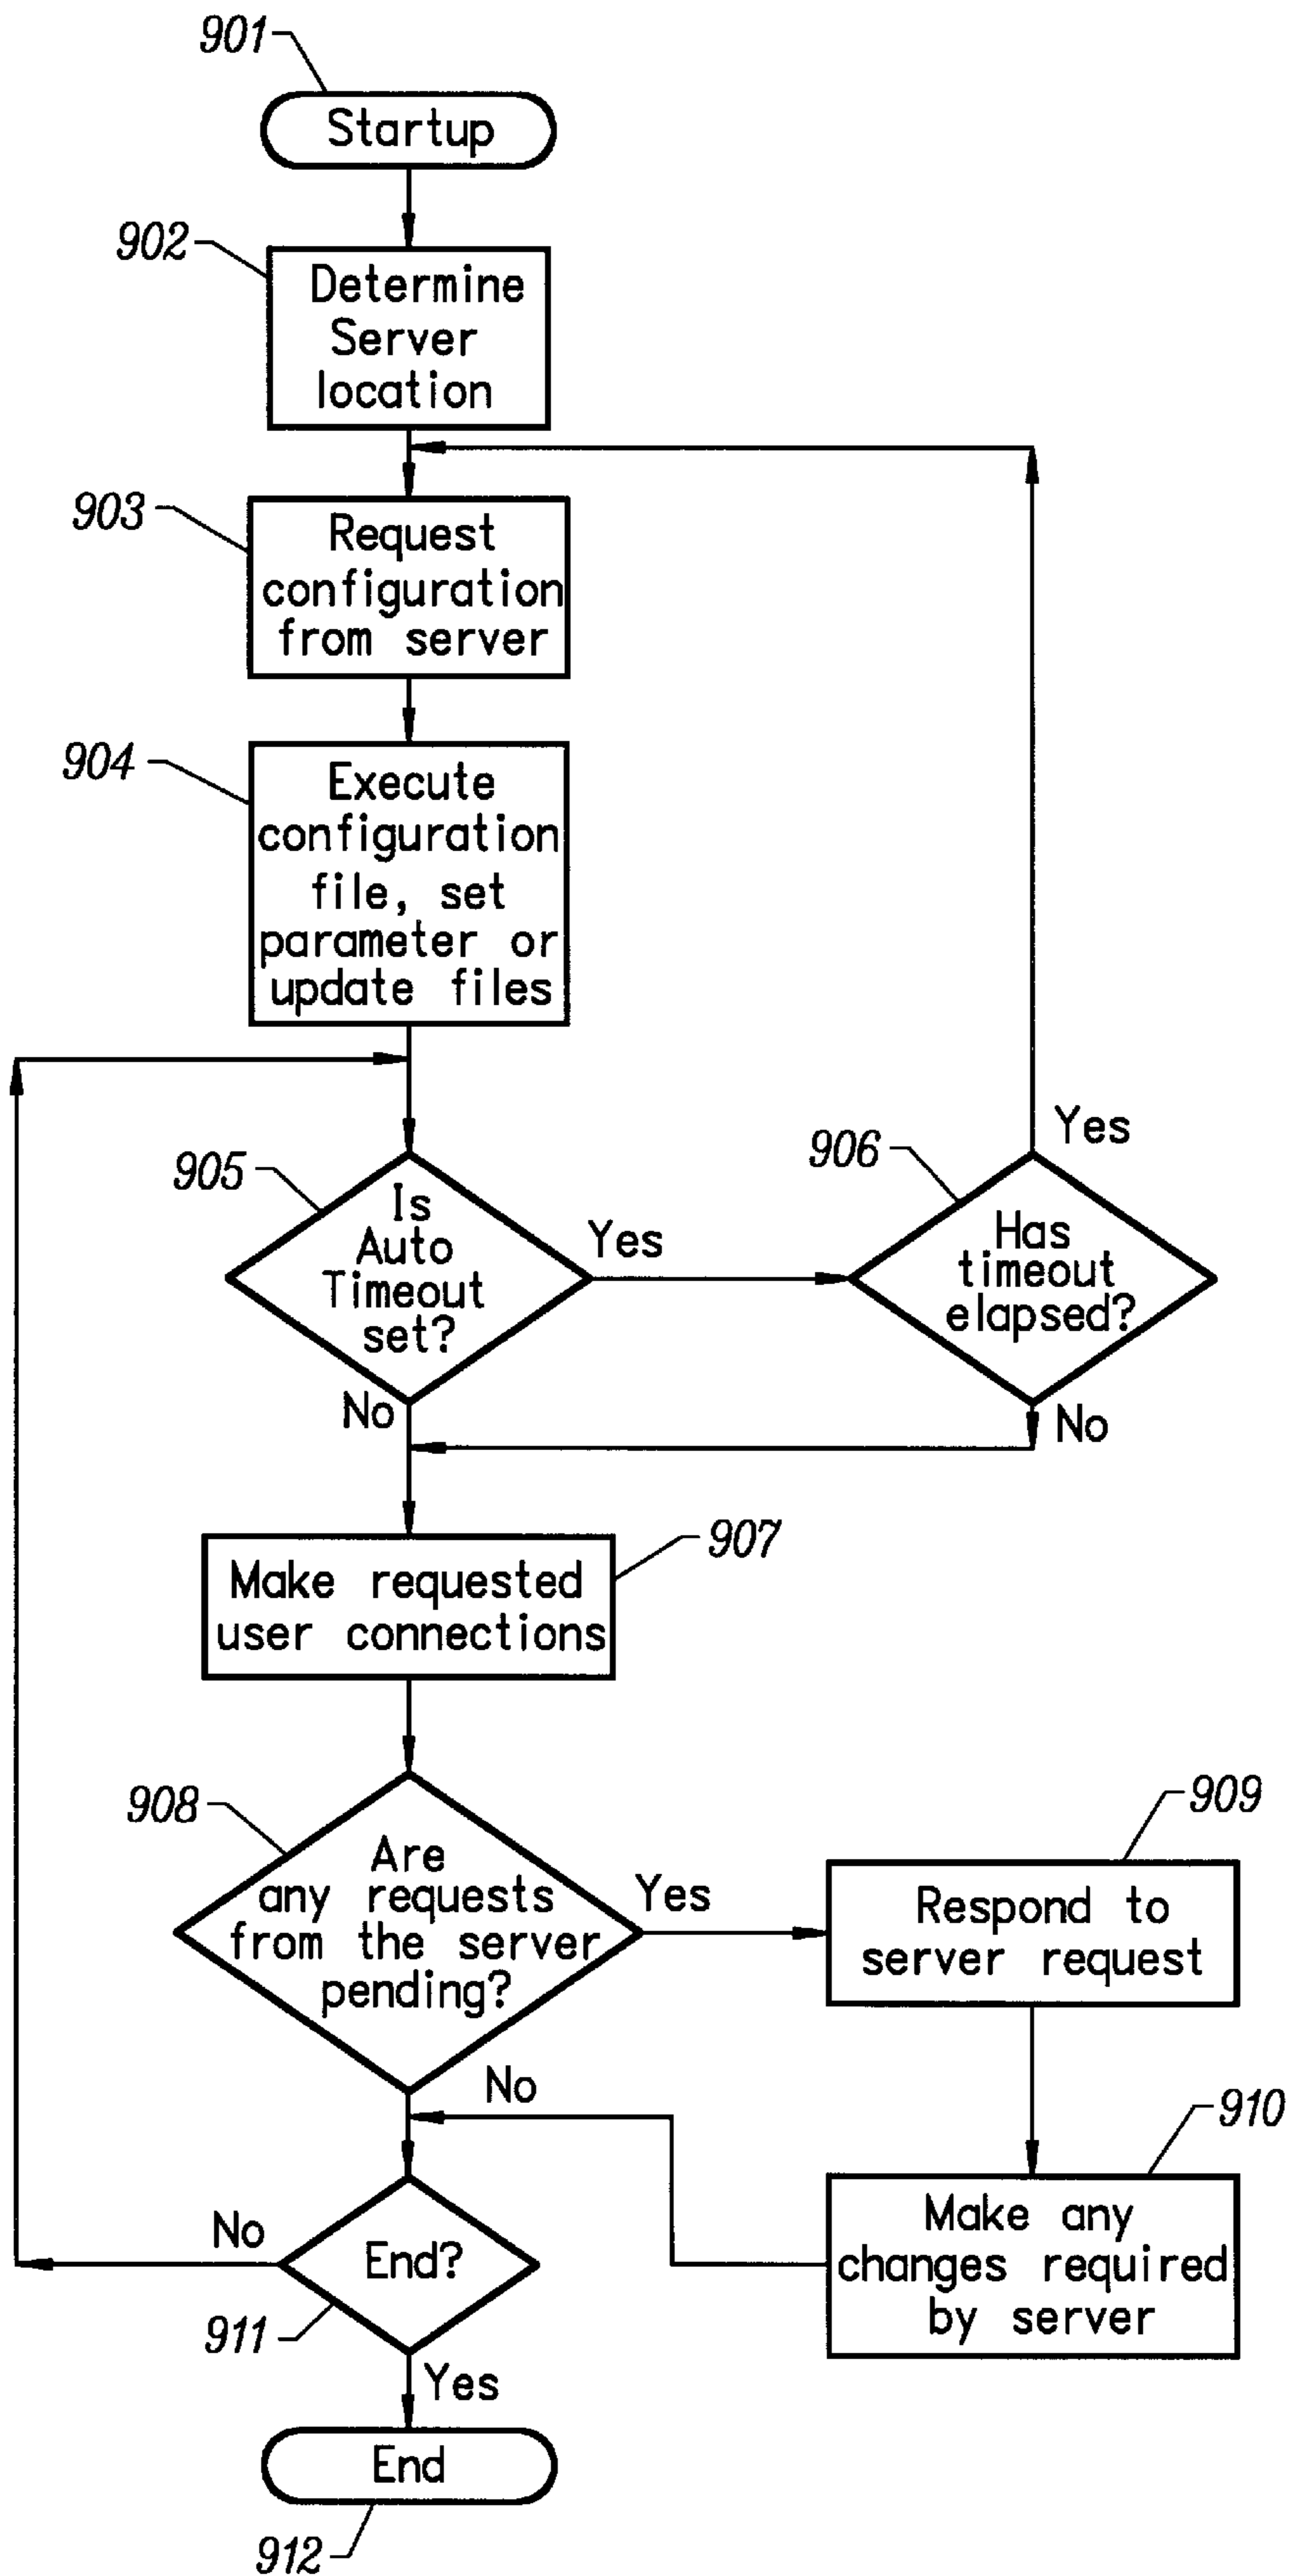 901
Startup
902
Determine
Server
location
903
Request
configuration
from server
904
Execute
configuration
file, set
parameter or
update files
905
Is
Auto
Timeout
set?
Yes
No
906
Has
timeout
elapsed?
Yes
No
907
Make requested
user connections
908
Are
any requests
from the server
pending?
Yes
No
909
Respond to
server request
910
Make any
changes required
by server
No
End?
911
Yes
End
912